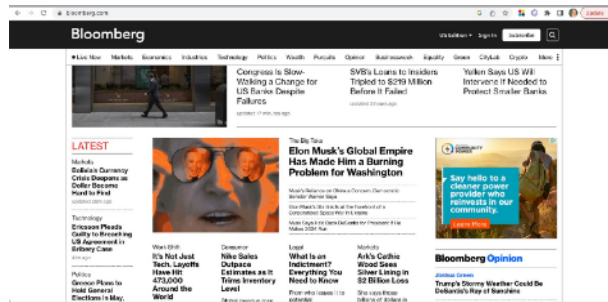 bloomberg.com
Update
Bloomberg
US Edition
Sign In
Subscribe
Live Now Markets Economics Industries Technology Politics Wealth Pursuits Opinion Businessweek Equality Green CityLab Crypto More
Congress Is Slow-
Walking a Change for
US Banks Despite
Failures
SVB's Loans to Insiders
Tripled to $219 Million
Before It Failed
Yellen Says US Will
Intervene If Needed to
Protect Smaller Banks
LATEST
Markets
Bolivia's Currency
Crisis Deepens as
Dollar Become
Hard to Find
Technology
Ericsson Pleads
Guilty to Breaching
US Agreement in
Bribery Case
Politics
Greece Plans to
Hold General
Elections in May,
The Big Take
Elon Musk's Global Empire
Has Made Him a Burning
Problem for Washington
Work Shift
It's Not Just
Tech. Layoffs
Have Hit
473,000
Around the
World
Consumer
Nike Sales
Outpace
Estimates as It
Trims Inventory
Level
Legal
What Is an
Indictment?
Everything You
Need to Know
Markets
Ark's Cathie
Wood Sees
Silver Lining in
$2 Billion Loss
COMMUNITY
POWER
Say hello to a
cleaner power
provider who
reinvests in our
community.
Learn More
Bloomberg Opinion
Joshua Green
Trump's Stormy Weather Could Be
DeSantis's Ray of Sunshine